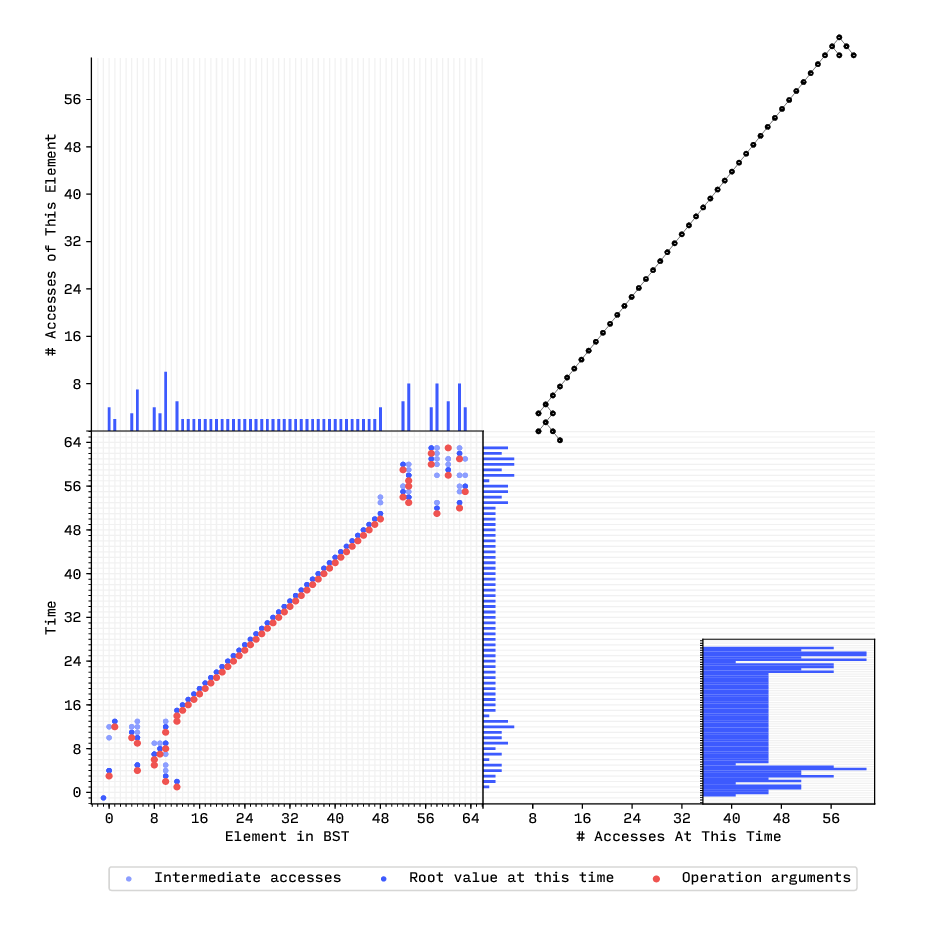 # Accesses of This Element
56
48
40
32
24
16
8
Time
64
56
48
40
32
24
16
8
0
0 8 16 24 32 40 48 56 64
8 16 24 32 40 48 56
Element in BST
# Accesses At This Time
Intermediate accesses Root value at this time Operation arguments